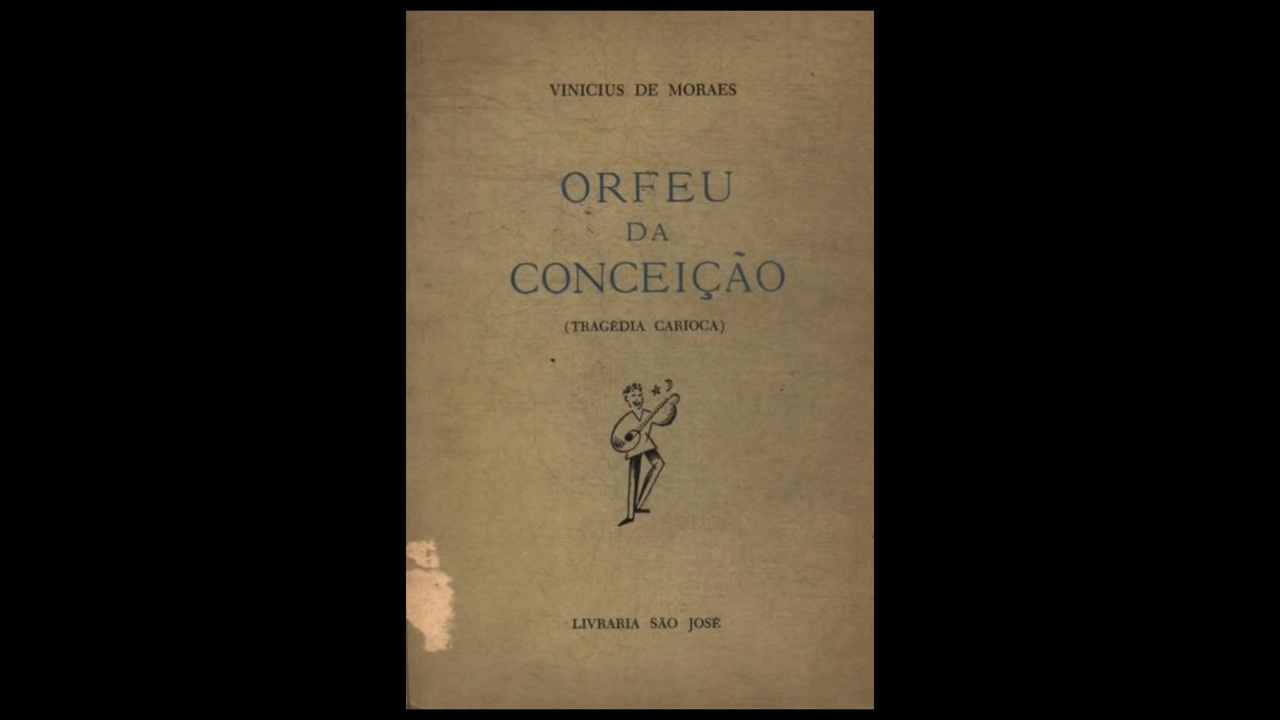 VINICIUS DE MORAES
ORFEU
DA
CONCEIÇÃO
(TRAGÉDIA CARIOCA)
LIVRARIA SÃO JOSÉ